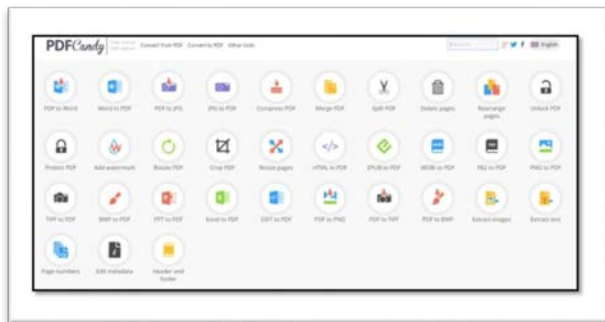 PDFCandy Convert from PDF Convert to PDF Other tools English
PDF to Word Word to PDF PDF to JPG JPG to PDF Compress PDF Merge PDF Split PDF Delete pages Rearrange pages Unlock PDF
Protect PDF Add watermark Rotate PDF Crop PDF Resize pages HTML to PDF EPUB to PDF MOBI to PDF FB2 to PDF PNG to PDF
TIFF to PDF BMP to PDF PPT to PDF Excel to PDF ODT to PDF PDF to PNG PDF to TIFF PDF to BMP Extract images Extract text
Page numbers Edit metadata Header and footer